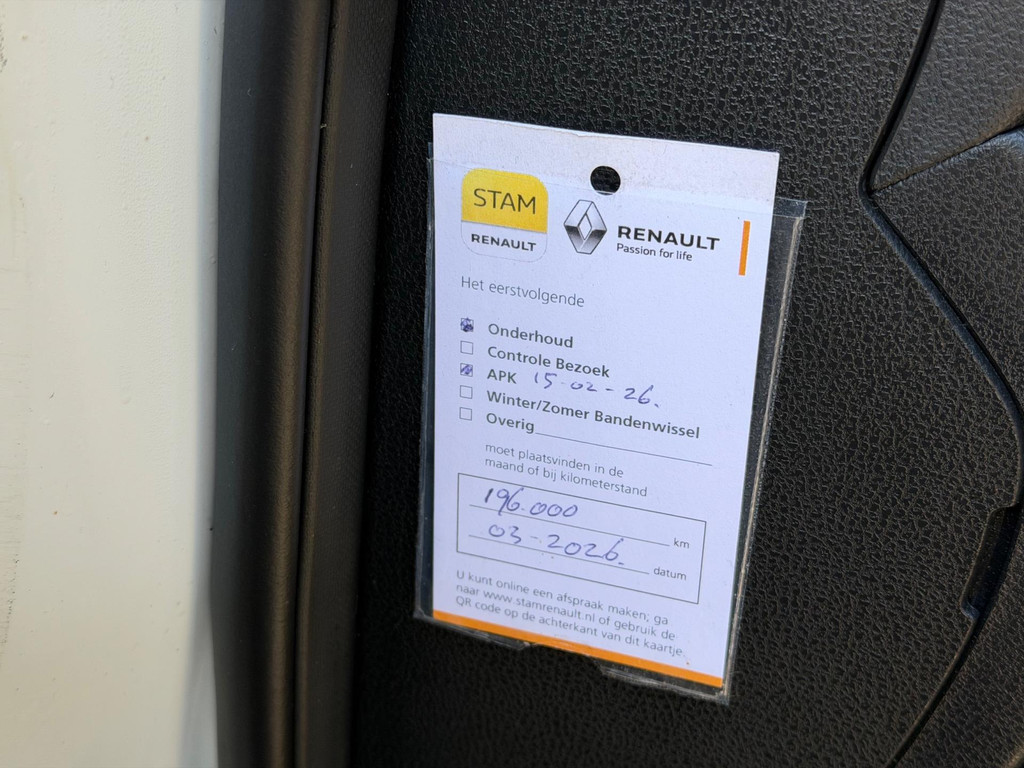 STAM
RENAULT
RENAULT
Passion for life
Het eerstvolgende
Onderhoud
Controle Bezoek
APK 15-02-26.
Winter/Zomer Bandenwissel
Overig
moet plaatsvinden in de
maand of bij kilometerstand
196.000 km
03-2026. datum
U kunt online een afspraak maken; ga
naar www.stamrenault.nl of gebruik de
QR code op de achterkant van dit kaartje.